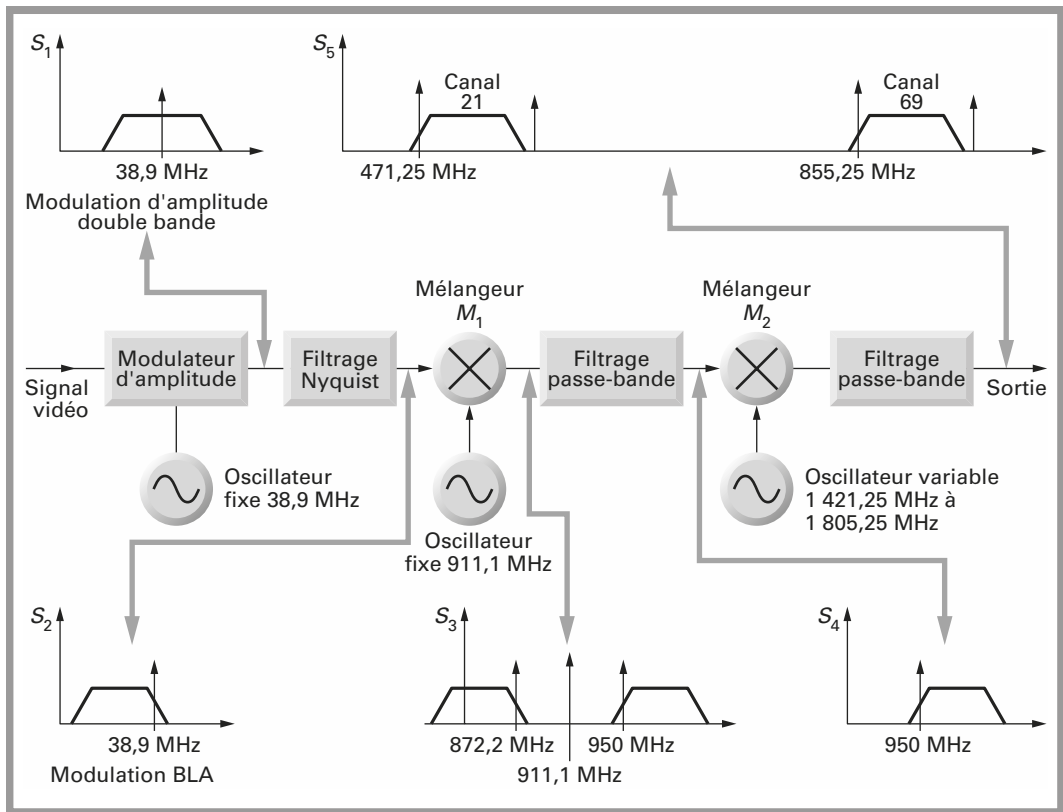 S1
S5
Canal
21
Canal
69
38,9 MHz
471,25 MHz
855,25 MHz
Modulation d'amplitude
double bande
Mélangeur
M1
Mélangeur
M2
Signal
vidéo
Modulateur
d'amplitude
Filtrage
Nyquist
Filtrage
passe-bande
Filtrage
passe-bande
Sortie
Oscillateur
fixe 38,9 MHz
Oscillateur
fixe 911,1 MHz
Oscillateur variable
1 421,25 MHz à
1 805,25 MHz
S2
S3
S4
38,9 MHz
872,2 MHz
950 MHz
950 MHz
Modulation BLA
911,1 MHz